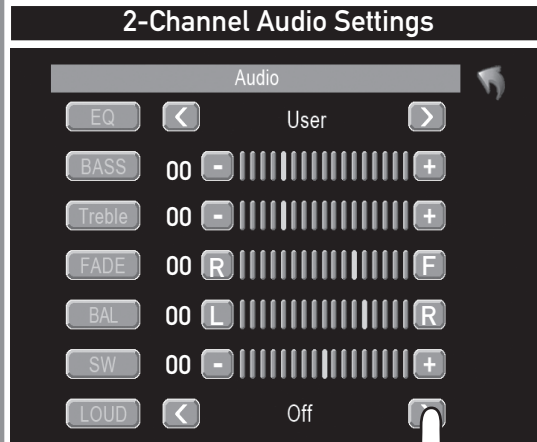 2-Channel Audio Settings
Audio
EQ < User >
BASS 00 - +
Treble 00 - +
FADE 00 R F
BAL 00 L R
SW 00 - +
LOUD < Off >